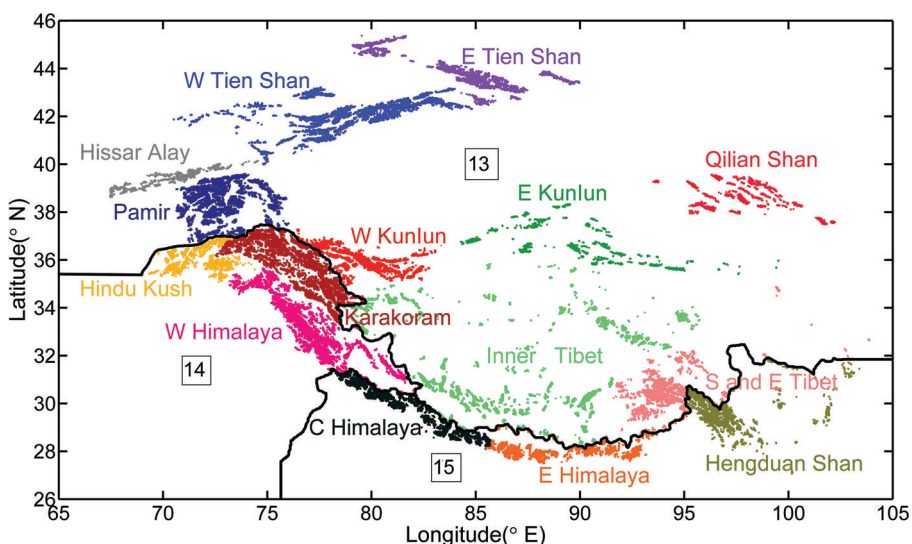 46
44
42
40
38
36
34
32
30
28
26
Latitude(° N)
E Tien Shan
W Tien Shan
Hissar Alay
13
Qilian Shan
Pamir
E Kunlun
W Kunlun
Hindu Kush
Karakoram
W Himalaya
Inner Tibet
14
S and E Tibet
C Himalaya
15
E Himalaya
Hengduan Shan
65 70 75 80 85 90 95 100 105
Longitude(° E)